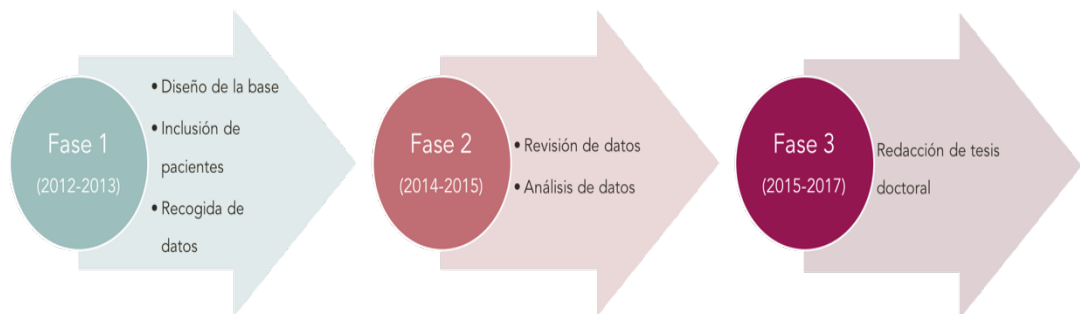 Fase 1
(2012-2013)
• Diseño de la base
• Inclusión de
pacientes
• Recogida de
datos
Fase 2
(2014-2015)
• Revisión de datos
• Análisis de datos
Fase 3
(2015-2017)
Redacción de tesis
doctoral